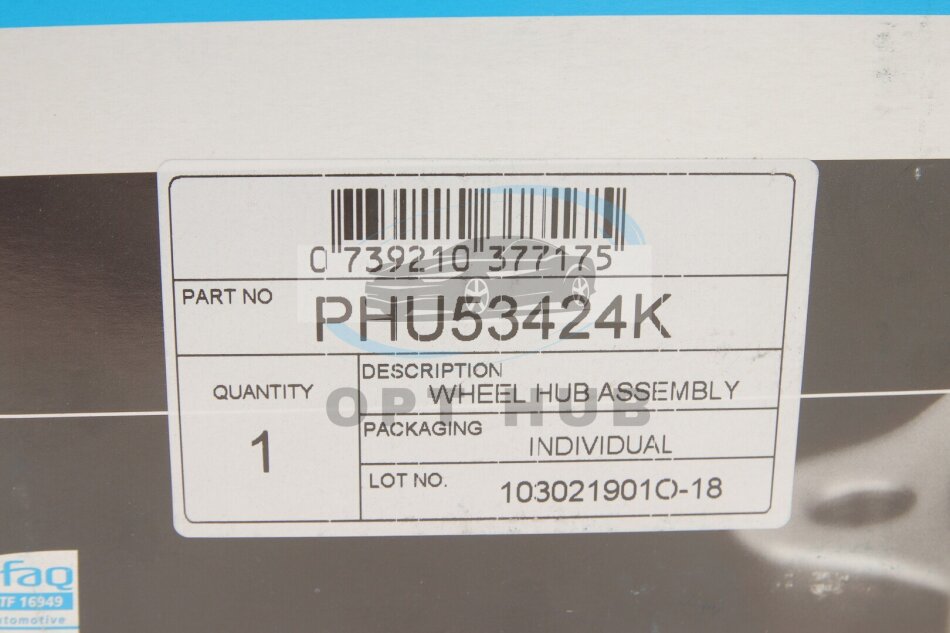 0 739210 377175
PART NO
PHU53424K
QUANTITY
1
DESCRIPTION
WHEEL HUB ASSEMBLY
OPT HUB
PACKAGING
INDIVIDUAL
LOT NO.
103021901O-18
faq
TF 16949
utomotive